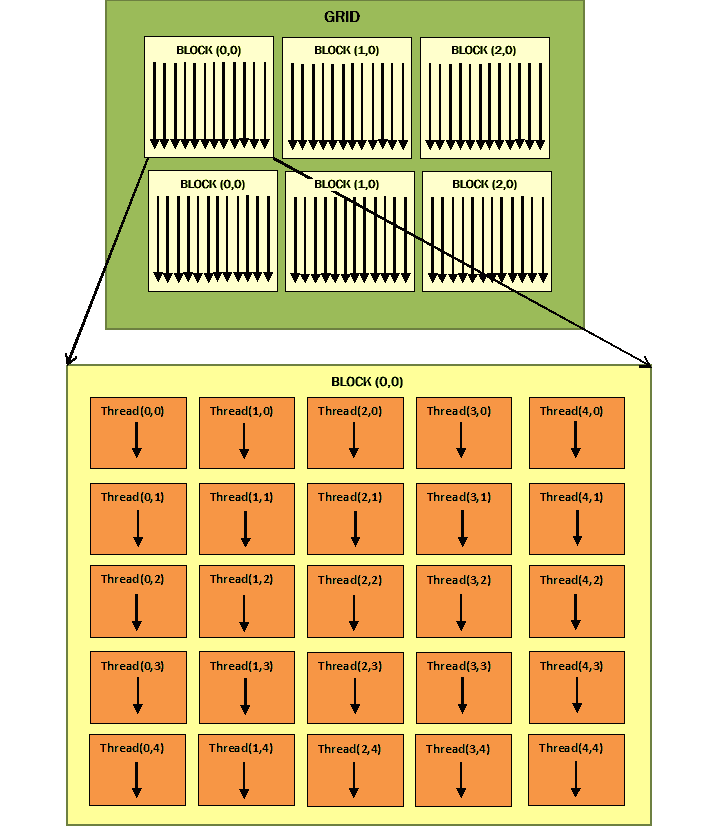 GRID
BLOCK (0,0) BLOCK (1,0) BLOCK (2,0)
BLOCK (0,0) BLOCK (1,0) BLOCK (2,0)
BLOCK (0,0)
Thread(0,0) Thread(1,0) Thread(2,0) Thread(3,0) Thread(4,0)
Thread(0,1) Thread(1,1) Thread(2,1) Thread(3,1) Thread(4,1)
Thread(0,2) Thread(1,2) Thread(2,2) Thread(3,2) Thread(4,2)
Thread(0,3) Thread(1,3) Thread(2,3) Thread(3,3) Thread(4,3)
Thread(0,4) Thread(1,4) Thread(2,4) Thread(3,4) Thread(4,4)